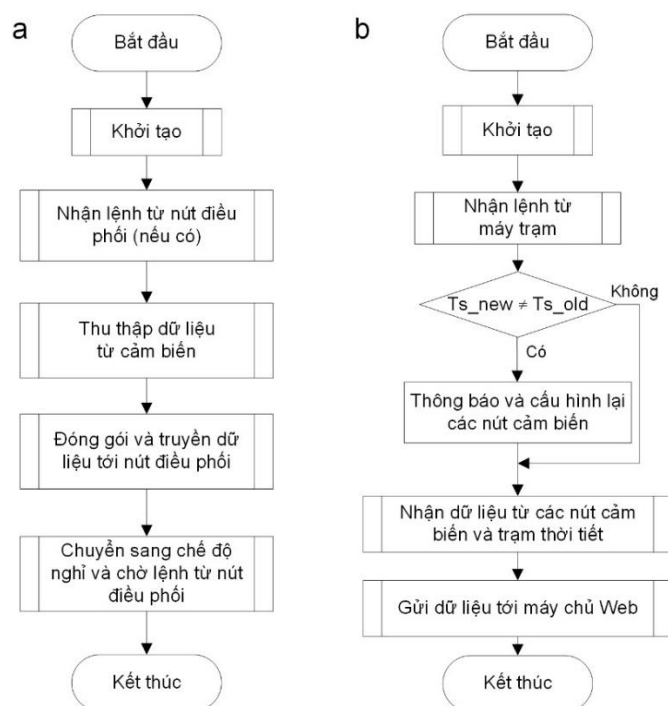 a
Bắt đầu
Khởi tạo
Nhận lệnh từ nút điều
phối (nếu có)
Thu thập dữ liệu
từ cảm biến
Đóng gói và truyền dữ
liệu tới nút điều phối
Chuyển sang chế độ
nghỉ và chờ lệnh từ nút
điều phối
Kết thúc
b
Bắt đầu
Khởi tạo
Nhận lệnh từ
máy trạm
Ts_new ≠ Ts_old
Không
Có
Thông báo và cấu hình lại
các nút cảm biến
Nhận dữ liệu từ các nút cảm
biến và trạm thời tiết
Gửi dữ liệu tới máy chủ Web
Kết thúc